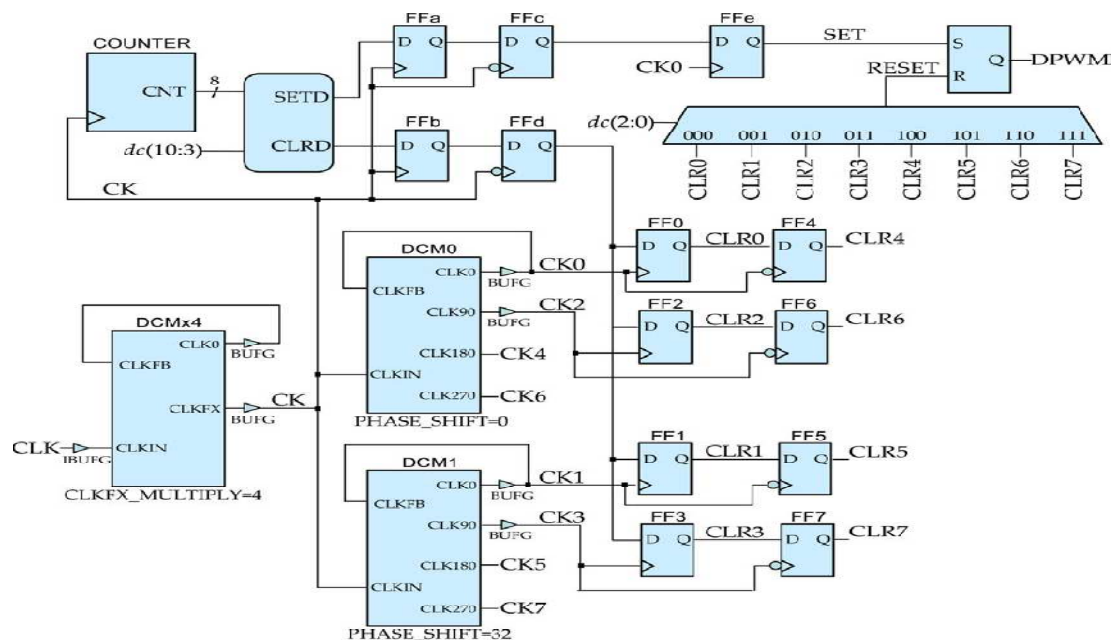 FFa FFc FFe
COUNTER
D Q D Q D Q SET S
8
CNT CK0 Q DPWM
SETD RESET R
FFb FFd
dc(2:0) 000 001 010 011 100 101 110 111
dc(10:3) CLRD D Q D Q
CLR0 CLR1 CLR2 CLR3 CLR4 CLR5 CLR6 CLR7
CK
FF0 FF4
DCM0 D Q CLR0 D Q CLR4
CLK0 CK0
CLKFB BUFG
FF2 FF6
CLK90 CK2 D Q CLR2 D Q CLR6
BUFG
DCMx4
CLK0 CLK180 CK4
BUFG
CLKFB CLKIN
CLK270 CK6
CK PHASE_SHIFT=0
CLKFX
BUFG
FF1 FF5
CLK CLKIN DCM1 D Q CLR1 D Q CLR5
IBUFG
CLK0 CK1
CLKFX_MULTIPLY=4 CLKFB BUFG
FF3 FF7
CLK90 CK3 D Q CLR3 D Q CLR7
BUFG
CLK180 CK5
CLKIN
CLK270 CK7
PHASE_SHIFT=32